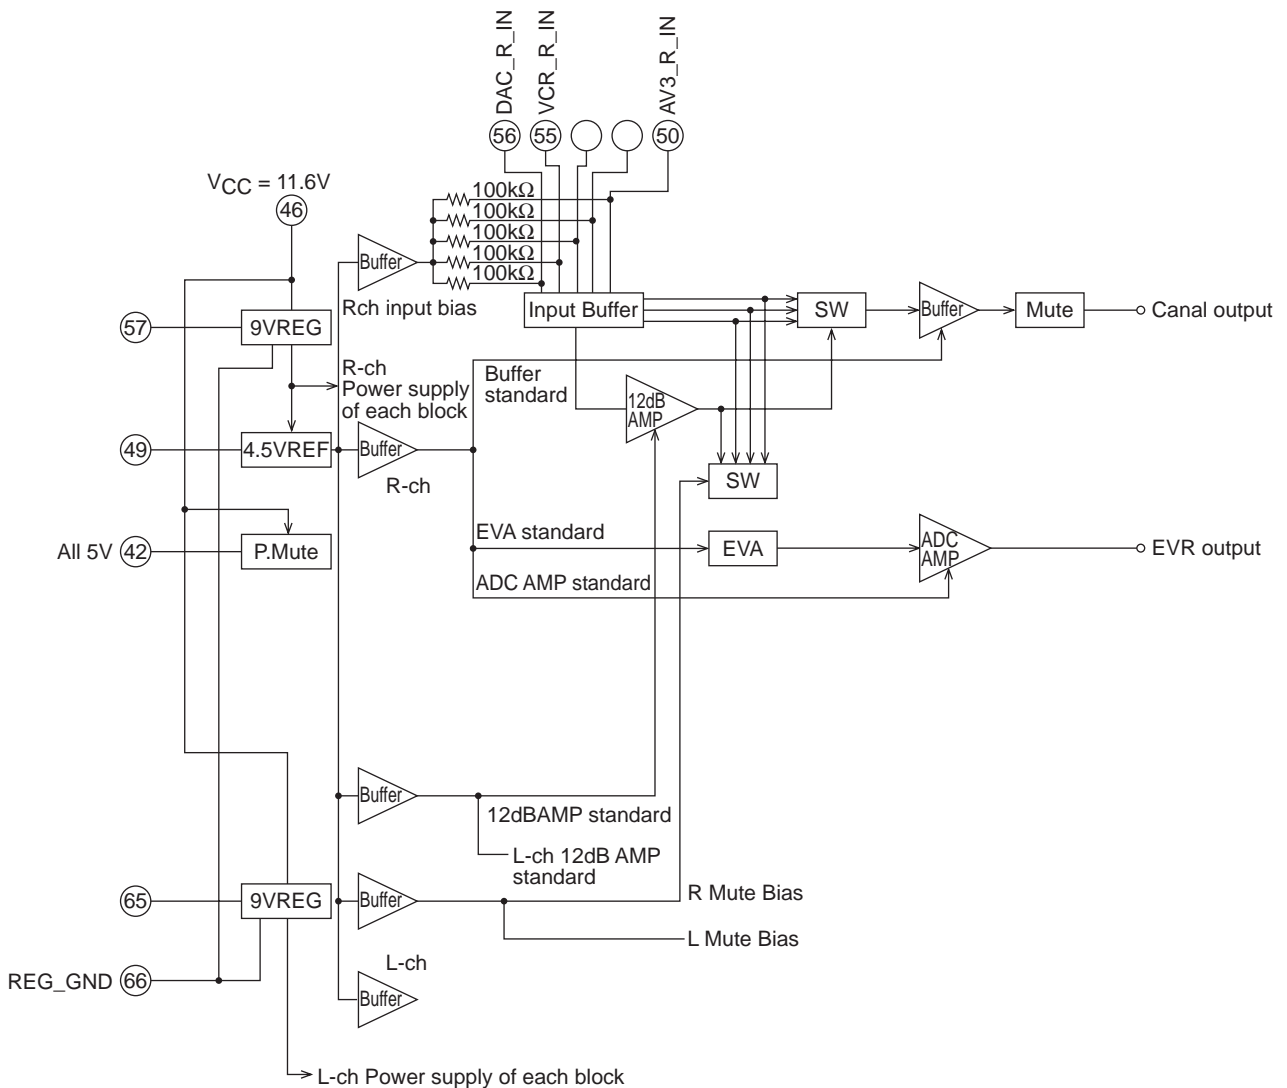 DAC_R_IN
VCR_R_IN
AV3_R_IN
56
55
50
VCC = 11.6V
46
100kΩ
100kΩ
100kΩ
100kΩ
100kΩ
Buffer
Rch input bias
Input Buffer
SW
Buffer
Mute
Canal output
57
9VREG
R-ch
Power supply
of each block
Buffer
standard
12dB
AMP
49
4.5VREF
Buffer
R-ch
SW
All 5V
42
P.Mute
EVA standard
EVA
ADC
AMP
EVR output
ADC AMP standard
Buffer
12dBAMP standard
L-ch 12dB AMP
standard
65
9VREG
Buffer
R Mute Bias
L Mute Bias
REG_GND
66
L-ch
Buffer
L-ch Power supply of each block